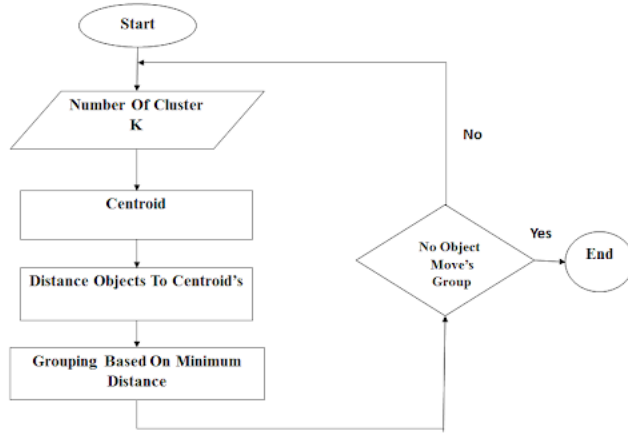 Start
Number Of Cluster
K
Centroid
Distance Objects To Centroid's
Grouping Based On Minimum
Distance
No
No Object
Move's
Group
Yes
End